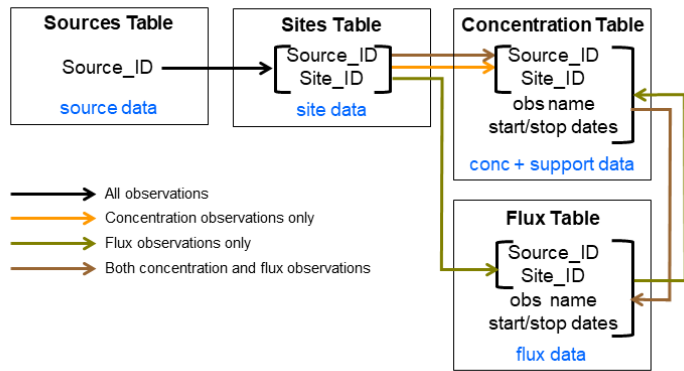 Sources Table
Source_ID
source data
Sites Table
Source_ID
Site_ID
site data
Concentration Table
Source_ID
Site_ID
obs name
start/stop dates
conc + support data
All observations
Concentration observations only
Flux observations only
Both concentration and flux observations
Flux Table
Source_ID
Site_ID
obs name
start/stop dates
flux data